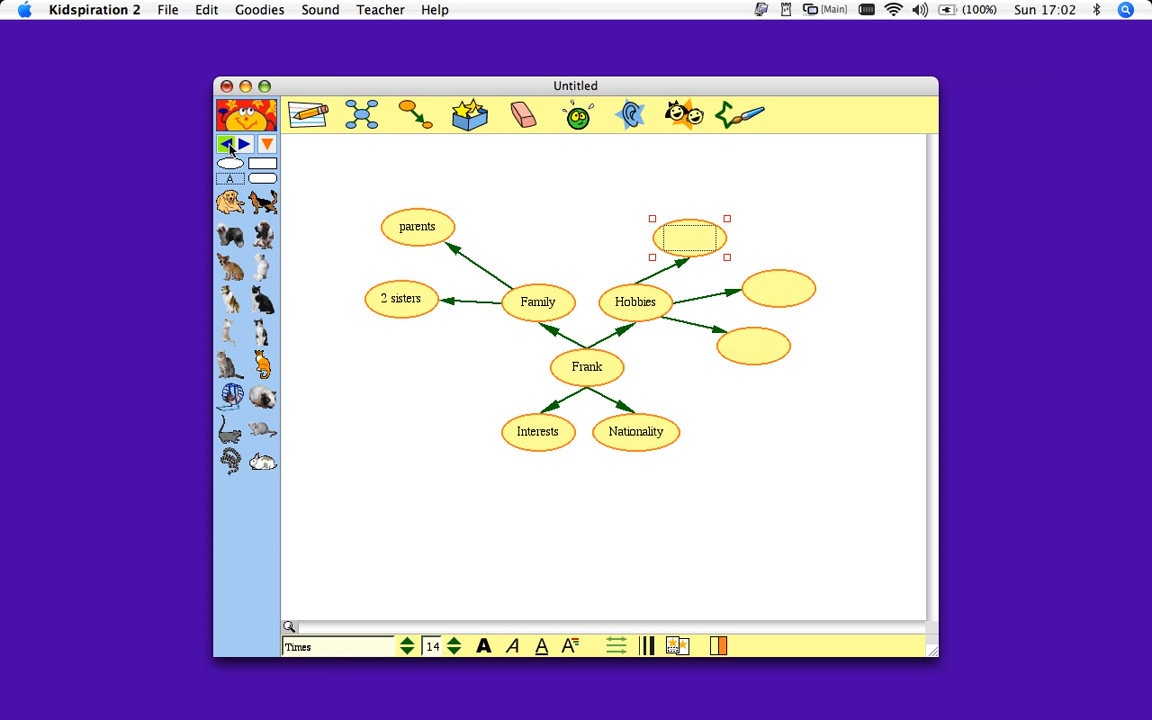 Kidspiration 2 File Edit Goodies Sound Teacher Help [Main] (100%) Sun 17:02
Untitled
A
parents
2 sisters
Family
Hobbies
Frank
Interests
Nationality
Times 14 A A A A